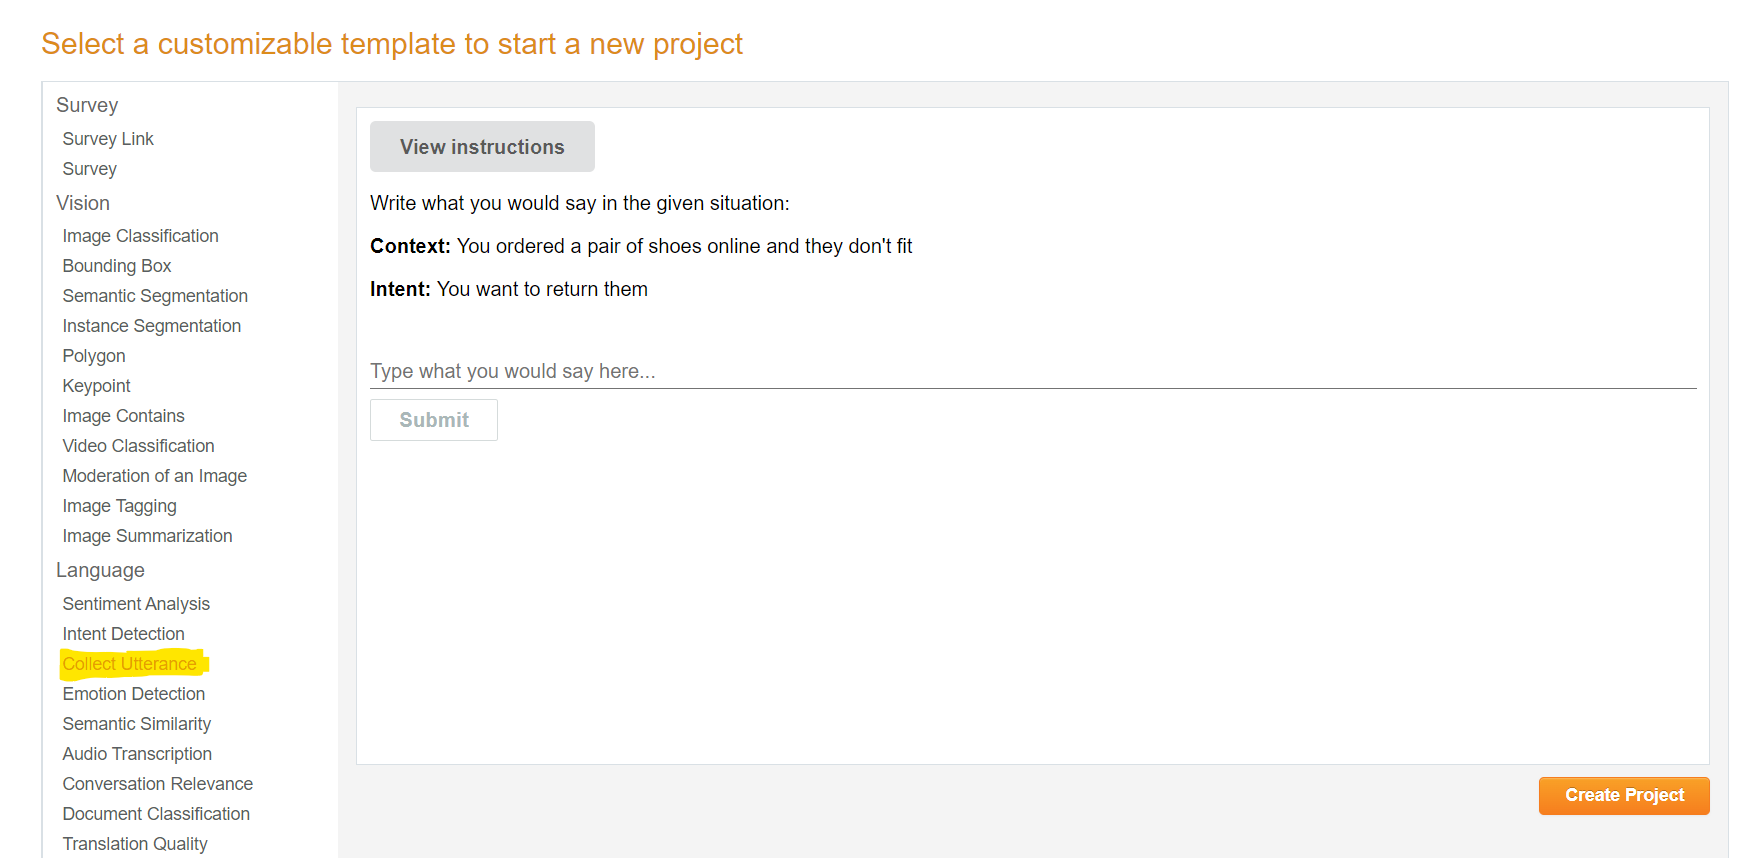 Select a customizable template to start a new project
Survey
Survey Link
Survey
Vision
Image Classification
Bounding Box
Semantic Segmentation
Instance Segmentation
Polygon
Keypoint
Image Contains
Video Classification
Moderation of an Image
Image Tagging
Image Summarization
Language
Sentiment Analysis
Intent Detection
Collect Utterance
Emotion Detection
Semantic Similarity
Audio Transcription
Conversation Relevance
Document Classification
Translation Quality
View instructions
Write what you would say in the given situation:
Context: You ordered a pair of shoes online and they don't fit
Intent: You want to return them
Type what you would say here...
Submit
Create Project